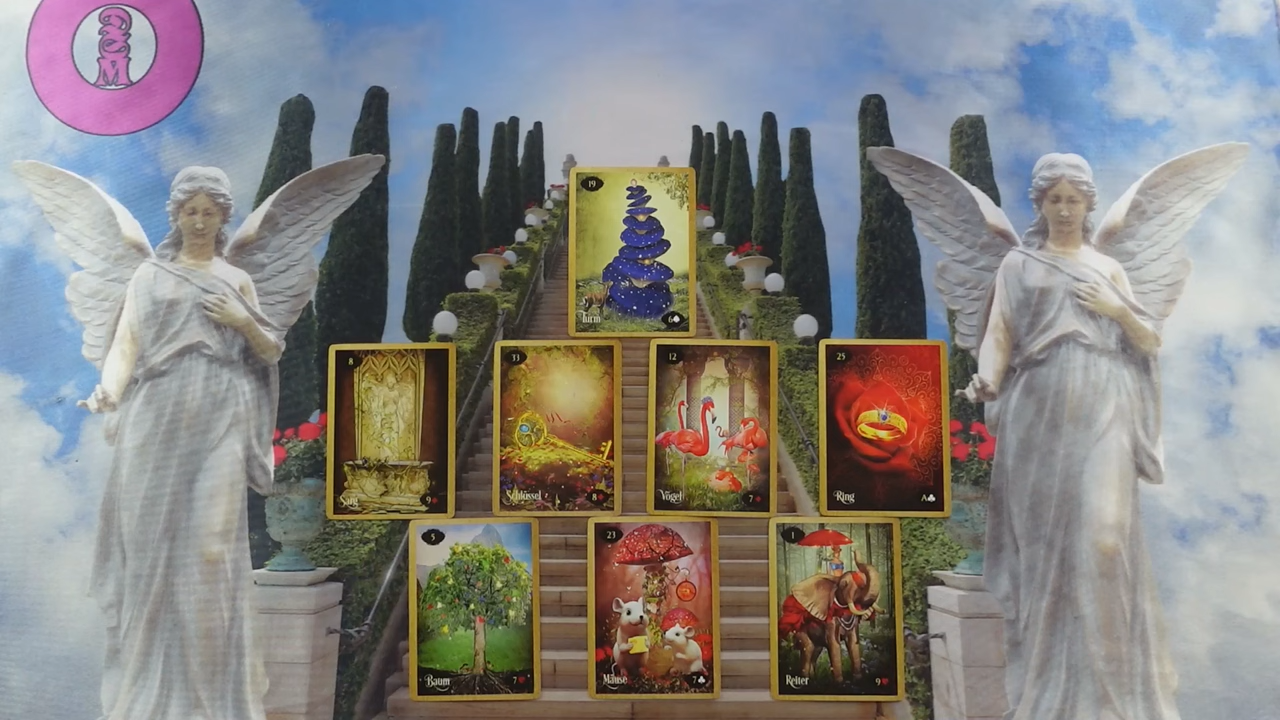 19
Turm
6♠
8
Sarg
9♦
33
Schlüssel
8♦
12
Vögel
7♦
25
Ring
A♣
5
Baum
7♥
23
Mäuse
7♣
1
Reiter
9♥